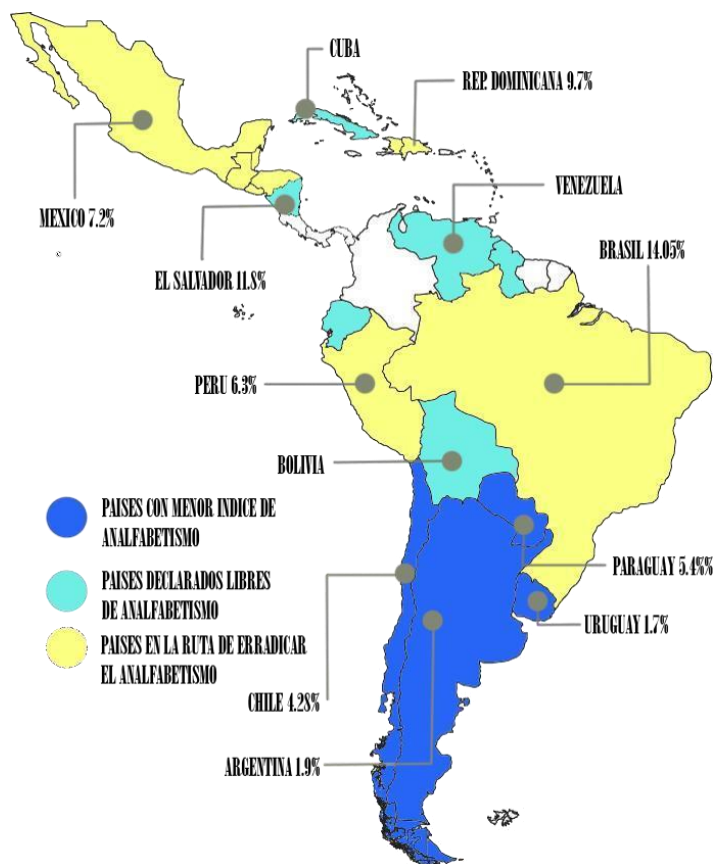 CUBA
REP. DOMINICANA 9.7%
VENEZUELA
MEXICO 7.2%
BRASIL 14.05%
EL SALVADOR 11.8%
PERU 6.3%
BOLIVIA
PAISES CON MENOR INDICE DE
ANALFABETISMO
PAISES DECLARADOS LIBRES
DE ANALFABETISMO
PAISES EN LA RUTA DE ERRADICAR
EL ANALFABETISMO
PARAGUAY 5.4%%
URUGUAY 1.7%
CHILE 4.28%
ARGENTINA 1.9%